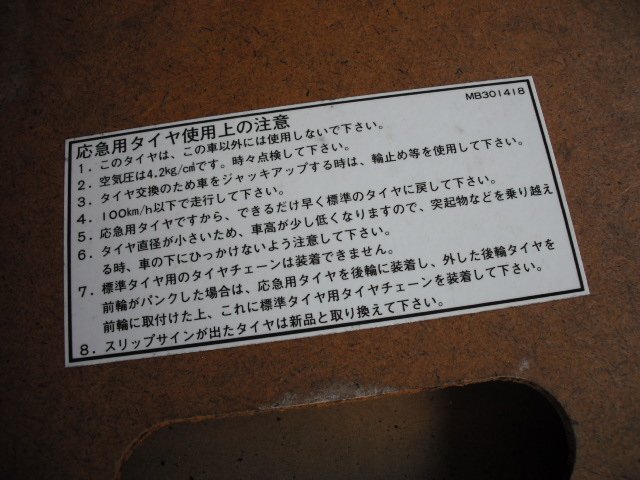 MB301418
応急用タイヤ使用上の注意
1. このタイヤは、この車以外には使用しないで下さい。
2. 空気圧は4.2kg/c㎡です。時々点検して下さい。
3. タイヤ交換のため車をジャッキアップする時は、輪止め等を使用して下さい。
4. 100km/h以下で走行して下さい。
5. 応急用タイヤですから、できるだけ早く標準のタイヤに戻して下さい。
6. タイヤ直径が小さいため、車高が少し低くなりますので、突起物などを乗り越え
る時、車の下にひっかけないよう注意して下さい。
7. 標準タイヤ用のタイヤチェーンは装着できません。
前輪がパンクした場合は、応急用タイヤを後輪に装着し、外した後輪タイヤを
前輪に取付けた上、これに標準タイヤ用タイヤチェーンを装着して下さい。
8. スリップサインが出たタイヤは新品と取り換えて下さい。